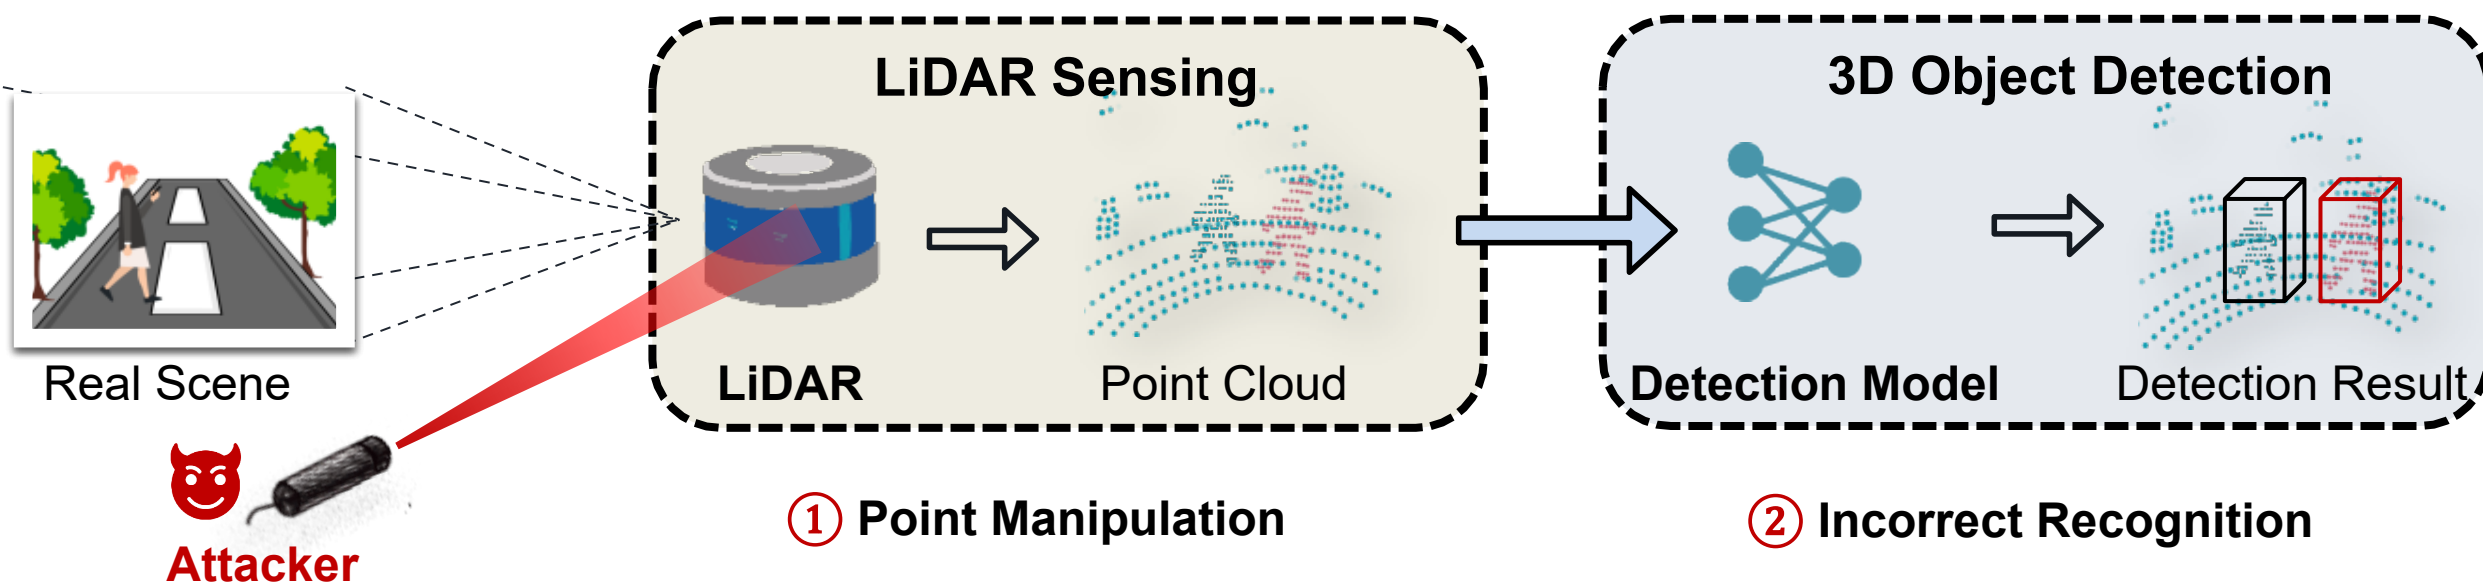 LiDAR Sensing
3D Object Detection
Real Scene
LiDAR
Point Cloud
Detection Model
Detection Result
Attacker
① Point Manipulation
② Incorrect Recognition